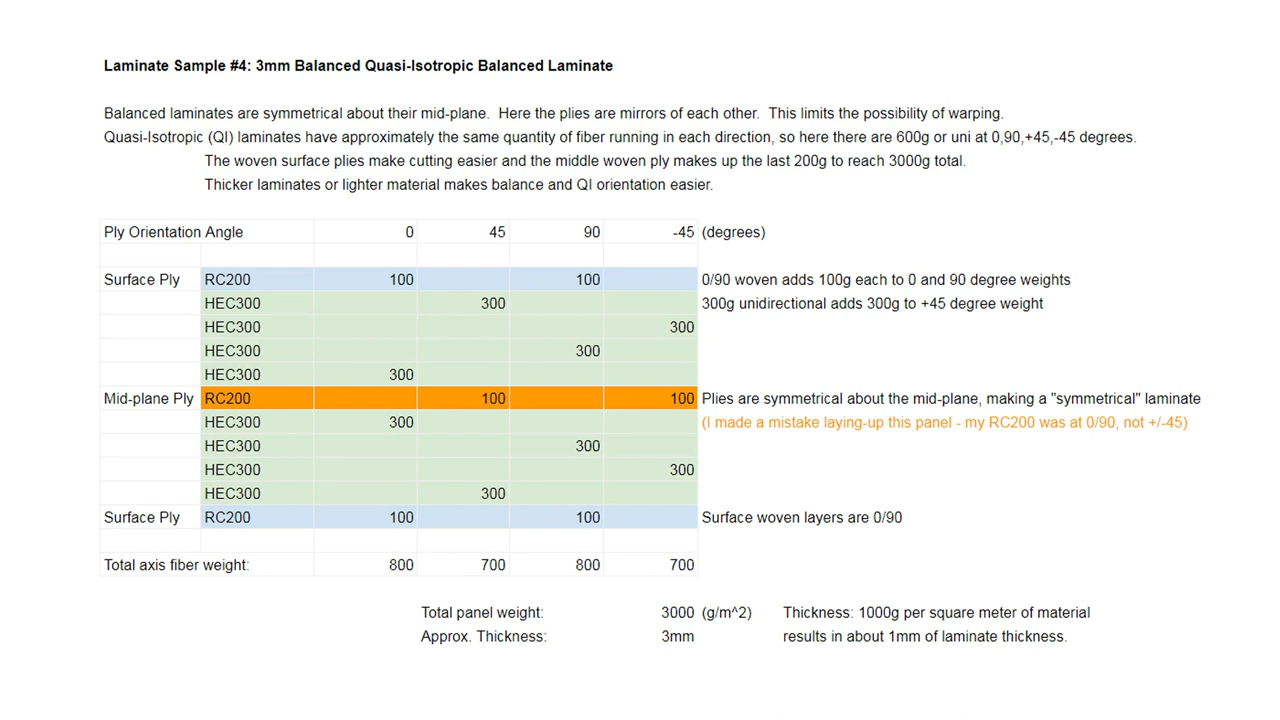 Laminate Sample #4: 3mm Balanced Quasi-Isotropic Balanced Laminate
Balanced laminates are symmetrical about their mid-plane. Here the plies are mirrors of each other. This limits the possibility of warping.
Quasi-Isotropic (QI) laminates have approximately the same quantity of fiber running in each direction, so here there are 600g or uni at 0,90,+45,-45 degrees.
The woven surface plies make cutting easier and the middle woven ply makes up the last 200g to reach 3000g total.
Thicker laminates or lighter material makes balance and QI orientation easier.
Ply Orientation Angle 0 45 90 -45 (degrees)
Surface Ply RC200 100 100 0/90 woven adds 100g each to 0 and 90 degree weights
HEC300 300 300g unidirectional adds 300g to +45 degree weight
HEC300 300
HEC300 300
HEC300 300
Mid-plane Ply RC200 100 100 Plies are symmetrical about the mid-plane, making a "symmetrical" laminate
HEC300 300 (I made a mistake laying-up this panel - my RC200 was at 0/90, not +/-45)
HEC300 300
HEC300 300
HEC300 300
Surface Ply RC200 100 100 Surface woven layers are 0/90
Total axis fiber weight: 800 700 800 700
Total panel weight: 3000 (g/m^2) Thickness: 1000g per square meter of material
Approx. Thickness: 3mm results in about 1mm of laminate thickness.